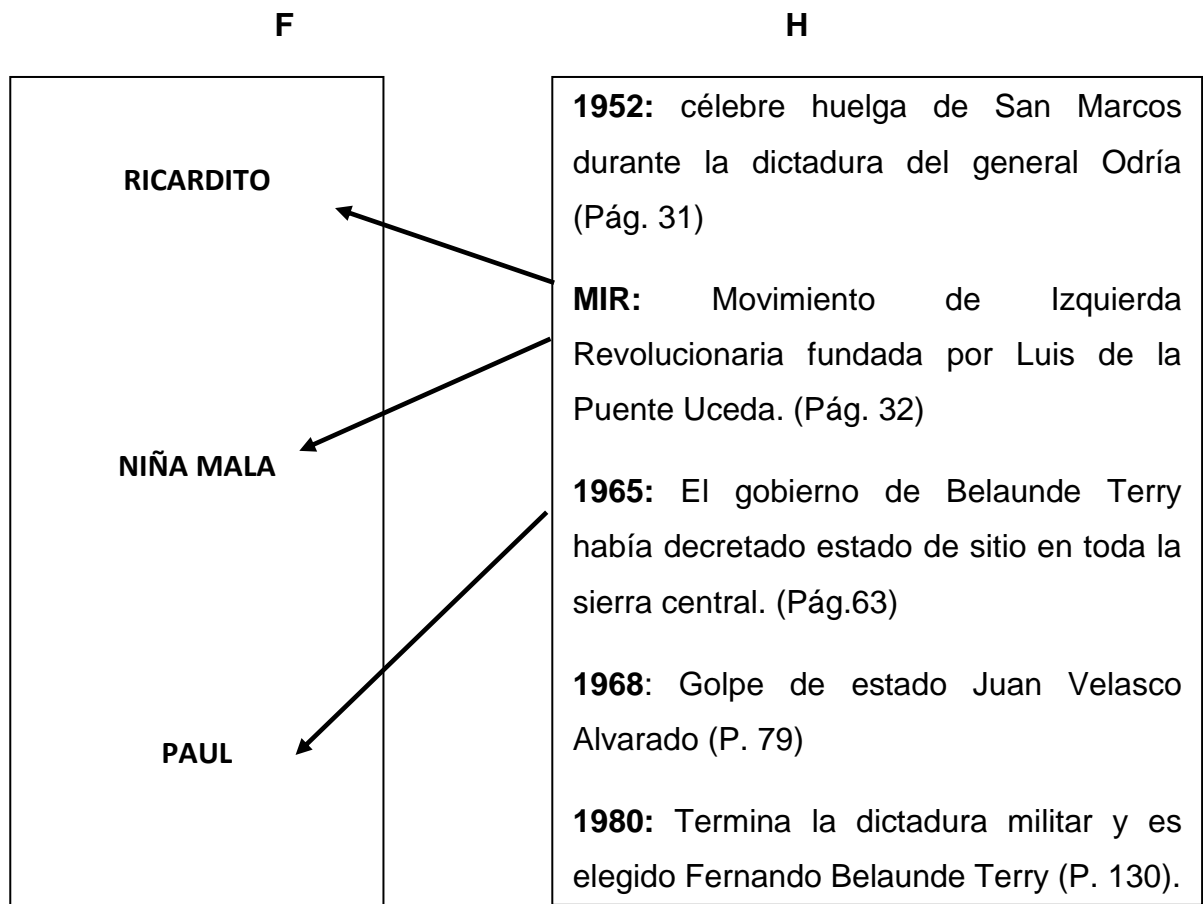 F
H
RICARDITO
NIÑA MALA
PAUL
1952: célebre huelga de San Marcos
durante la dictadura del general Odría
(Pág. 31)
MIR: Movimiento de Izquierda
Revolucionaria fundada por Luis de la
Puente Uceda. (Pág. 32)
1965: El gobierno de Belaunde Terry
había decretado estado de sitio en toda la
sierra central. (Pág.63)
1968: Golpe de estado Juan Velasco
Alvarado (P. 79)
1980: Termina la dictadura militar y es
elegido Fernando Belaunde Terry (P. 130).